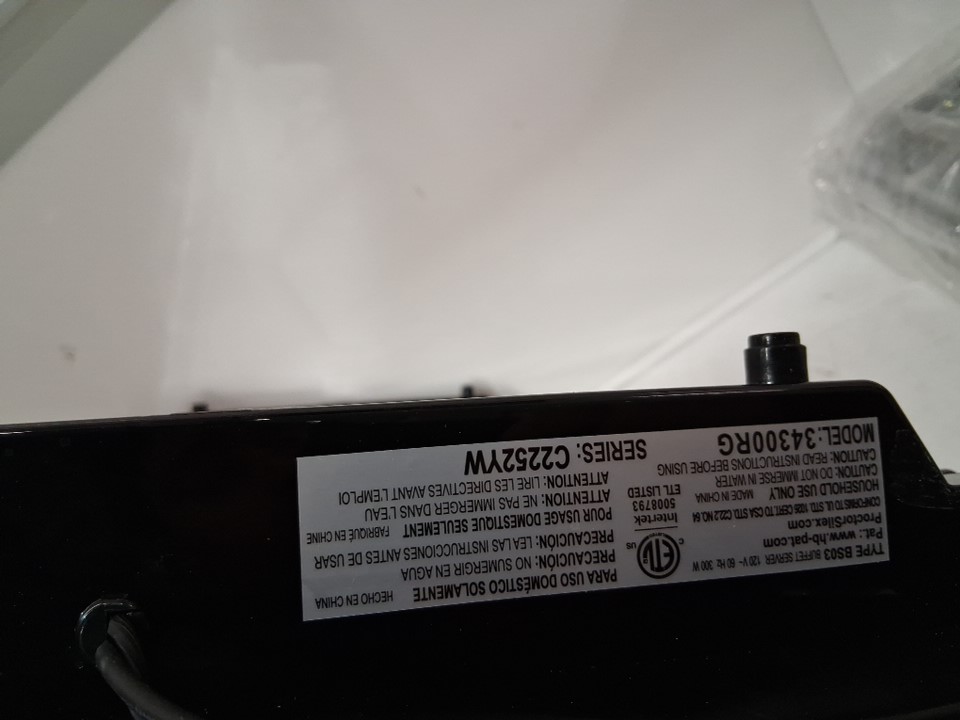 TYPE BS03 BUFFET SERVER 120 V~ 60 Hz 300 W
Pat.: www.hb-pat.com
ProctorSilex.com
CONFORMS TO UL STD. 1026 CERT. TO CSA STD. C22.2 NO. 64
HOUSEHOLD USE ONLY MADE IN CHINA
CAUTION: DO NOT IMMERSE IN WATER
CAUTION: READ INSTRUCTIONS BEFORE USING
MODEL: 34300RG
SERIES: C2252YW
ETL
C US
Intertek
5008793
ETL LISTED
PARA USO DOMÉSTICO SOLAMENTE HECHO EN CHINA
PRECAUCIÓN: NO SUMERGIR EN AGUA
PRECAUCIÓN: LEA LAS INSTRUCCIONES ANTES DE USAR
POUR USAGE DOMESTIQUE SEULEMENT FABRIQUÉ EN CHINE
ATTENTION: NE PAS IMMERGER DANS L'EAU
ATTENTION: LIRE LES DIRECTIVES AVANT L'EMPLOI